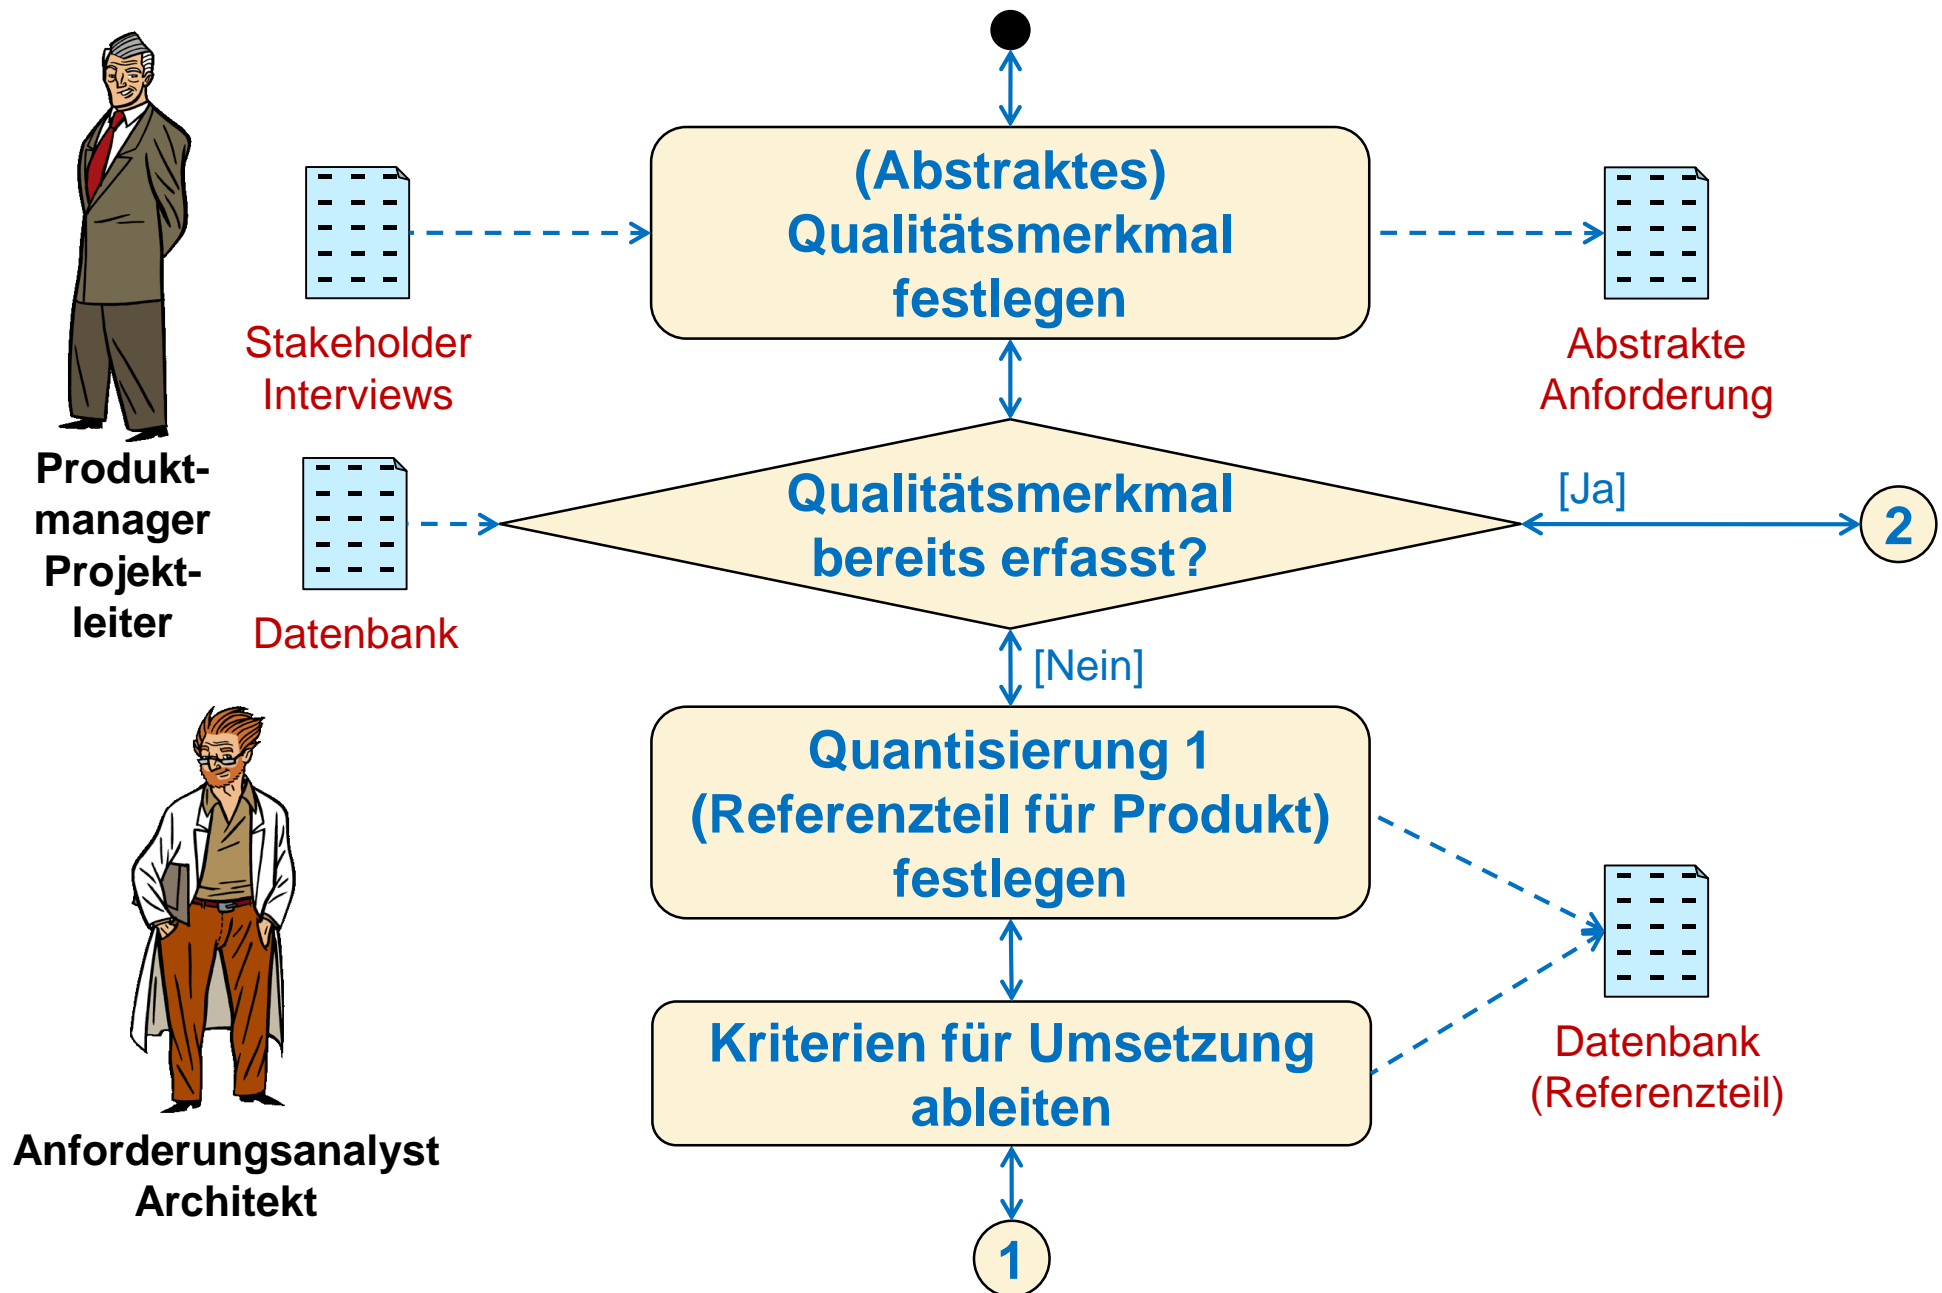 (Abstraktes)
Qualitätsmerkmal
festlegen
Stakeholder
Interviews
Abstrakte
Anforderung
Produkt-
manager
Projekt-
leiter
Datenbank
Qualitätsmerkmal
bereits erfasst?
[Ja]
2
[Nein]
Quantisierung 1
(Referenzteil für Produkt)
festlegen
Kriterien für Umsetzung
ableiten
Datenbank
(Referenzteil)
Anforderungsanalyst
Architekt
1